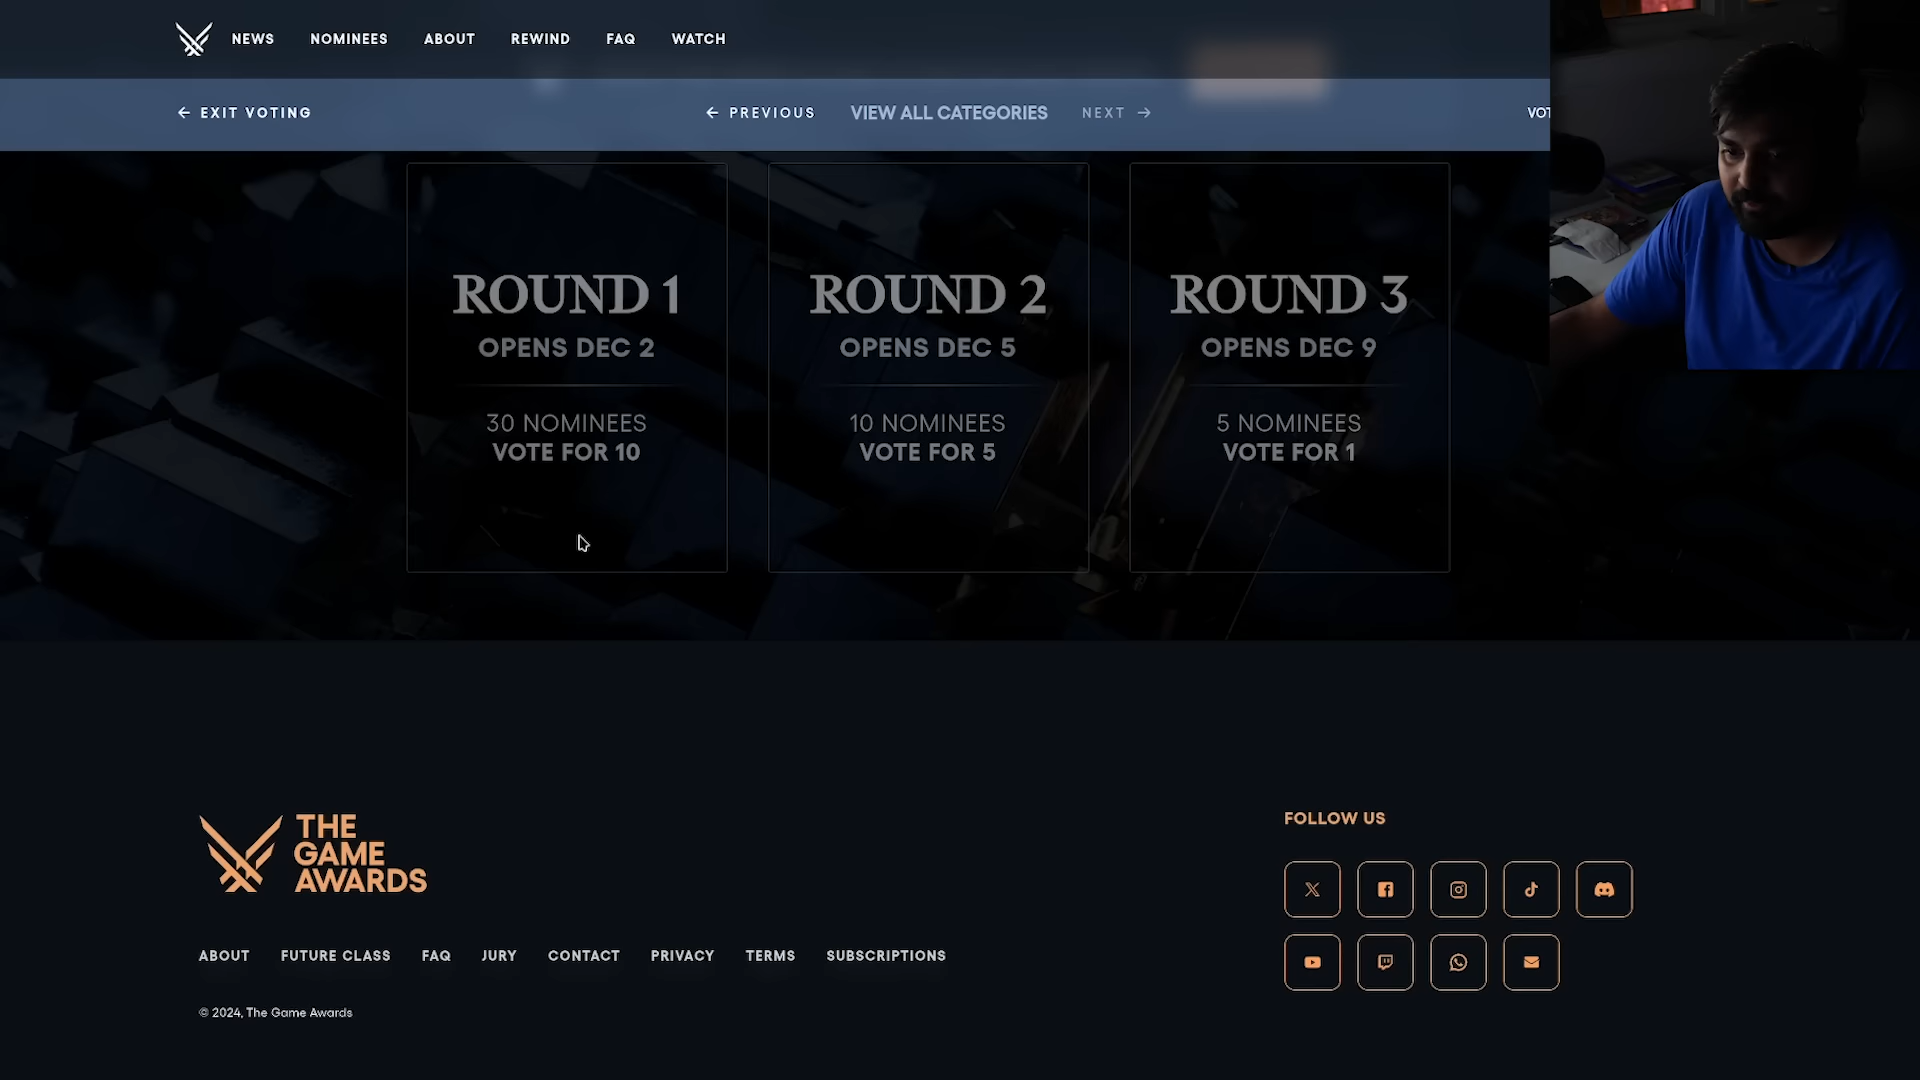 NEWS NOMINEES ABOUT REWIND FAQ WATCH
← EXIT VOTING ← PREVIOUS VIEW ALL CATEGORIES NEXT → VOT
ROUND 1
OPENS DEC 2
30 NOMINEES
VOTE FOR 10
ROUND 2
OPENS DEC 5
10 NOMINEES
VOTE FOR 5
ROUND 3
OPENS DEC 9
5 NOMINEES
VOTE FOR 1
THE
GAME
AWARDS
FOLLOW US
ABOUT FUTURE CLASS FAQ JURY CONTACT PRIVACY TERMS SUBSCRIPTIONS
© 2024, The Game Awards